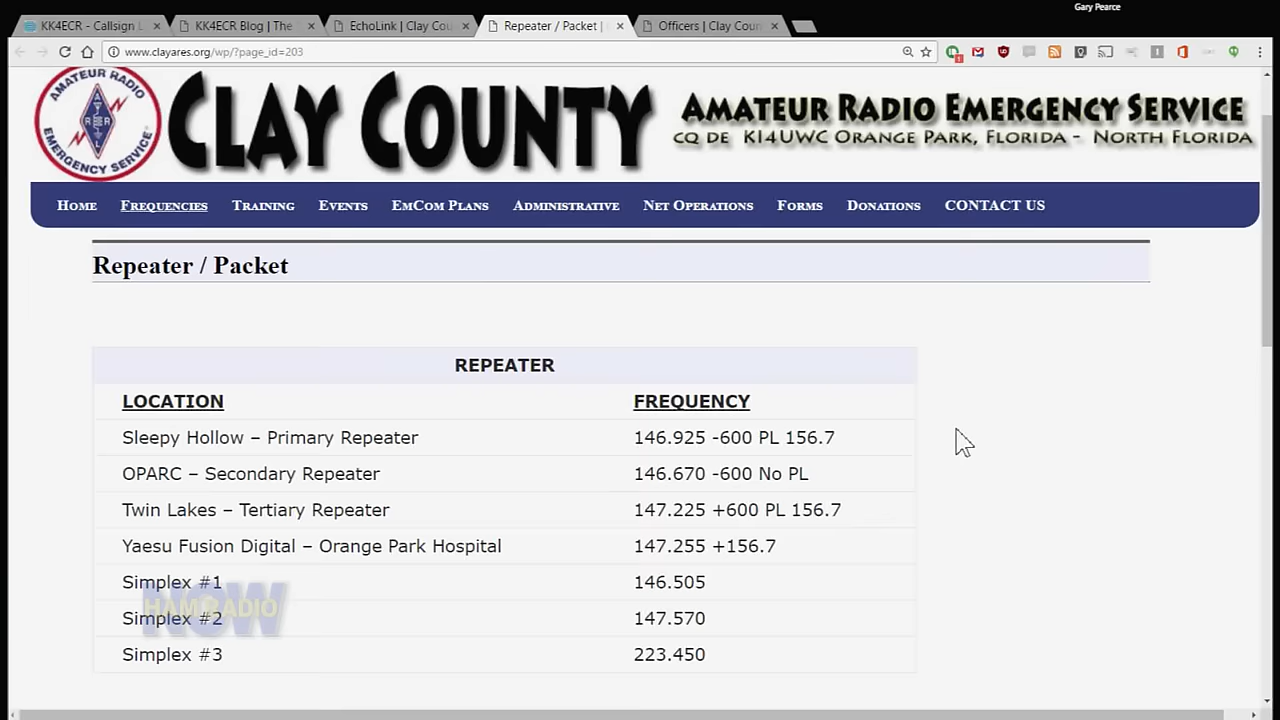 Gary Pearce
KK4ECR - Callsign L
KK4ECR Blog | The
EchoLink | Clay Cou
Repeater / Packet |
Officers | Clay Coun
www.clayares.org/wp/?page_id=203
AMATEUR RADIO
EMERGENCY SERVICE
CLAY COUNTY
AMATEUR RADIO EMERGENCY SERVICE
CQ DE KI4UWC ORANGE PARK, FLORIDA - NORTH FLORIDA
HOME FREQUENCIES TRAINING EVENTS EMCOM PLANS ADMINISTRATIVE NET OPERATIONS FORMS DONATIONS CONTACT US
Repeater / Packet
REPEATER
LOCATION FREQUENCY
Sleepy Hollow – Primary Repeater 146.925 -600 PL 156.7
OPARC – Secondary Repeater 146.670 -600 No PL
Twin Lakes – Tertiary Repeater 147.225 +600 PL 156.7
Yaesu Fusion Digital – Orange Park Hospital 147.255 +156.7
Simplex #1 146.505
HAM RADIO
NOW
Simplex #2 147.570
Simplex #3 223.450